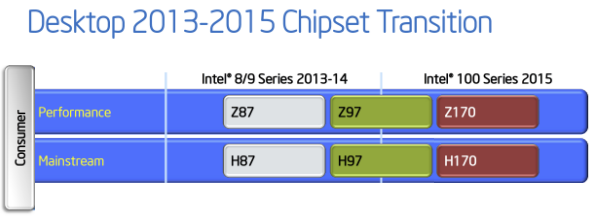 Desktop 2013-2015 Chipset Transition
Intel® 8/9 Series 2013-14 Intel® 100 Series 2015
Consumer
Performance Z87 Z97 Z170
Mainstream H87 H97 H170